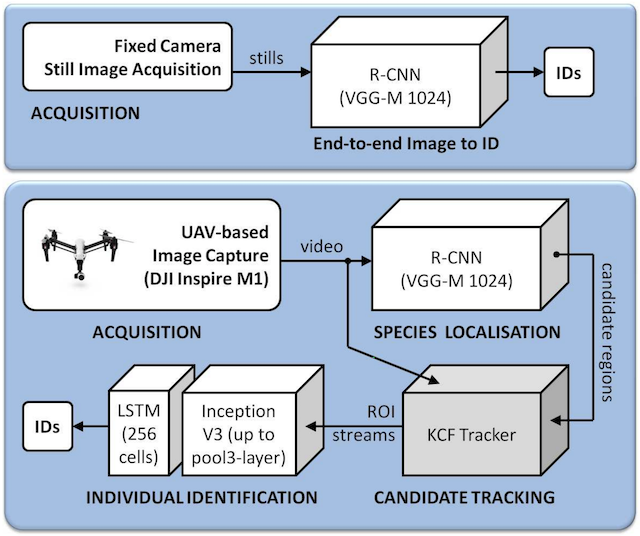 Fixed Camera
Still Image Acquisition
stills
R-CNN
(VGG-M 1024)
IDs
ACQUISITION
End-to-end Image to ID
UAV-based
Image Capture
(DJI Inspire M1)
video
R-CNN
(VGG-M 1024)
candidate regions
ACQUISITION
SPECIES LOCALISATION
IDs
LSTM
(256
cells)
Inception
V3 (up to
pool3-layer)
ROI
streams
KCF Tracker
INDIVIDUAL IDENTIFICATION
CANDIDATE TRACKING